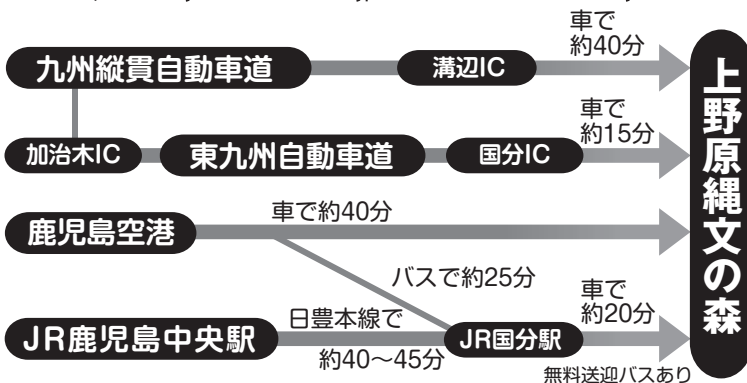 車で
約40分
九州縦貫自動車道
溝辺IC
車で
約15分
加治木IC
東九州自動車道
国分IC
車で約40分
鹿児島空港
バスで約25分
車で
約20分
日豊本線で
JR鹿児島中央駅
JR国分駅
約40〜45分
無料送迎バスあり
上野原縄文の森